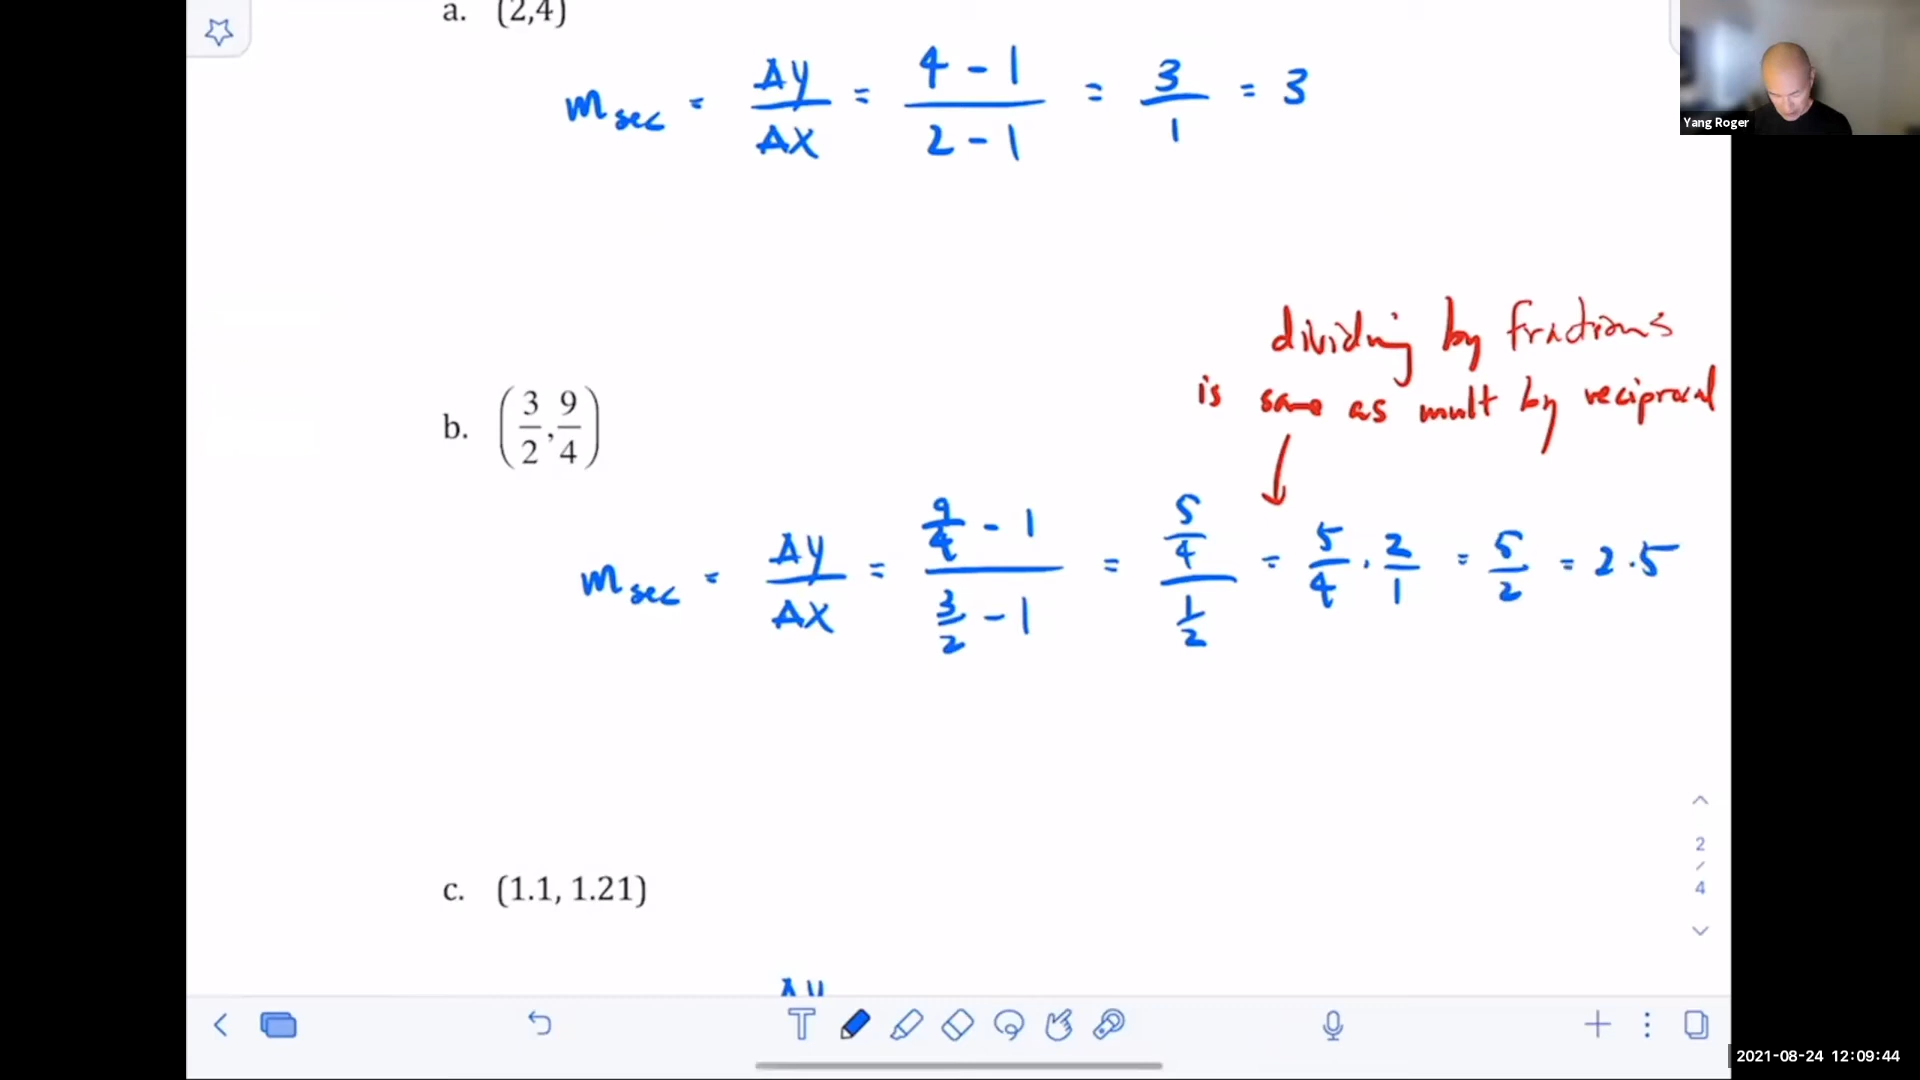 a. (2,4)
m sec = Δy/Δx = (4 - 1)/(2 - 1) = 3/1 = 3
Yang Roger
dividing by fractions
is same as mult by reciprocal
b. (3/2, 9/4)
m sec = Δy/Δx = (9/4 - 1)/(3/2 - 1) = (5/4)/(1/2) = 5/4 · 2/1 = 5/2 = 2.5
2
/
4
c. (1.1, 1.21)
Δy
T
2021-08-24 12:09:44